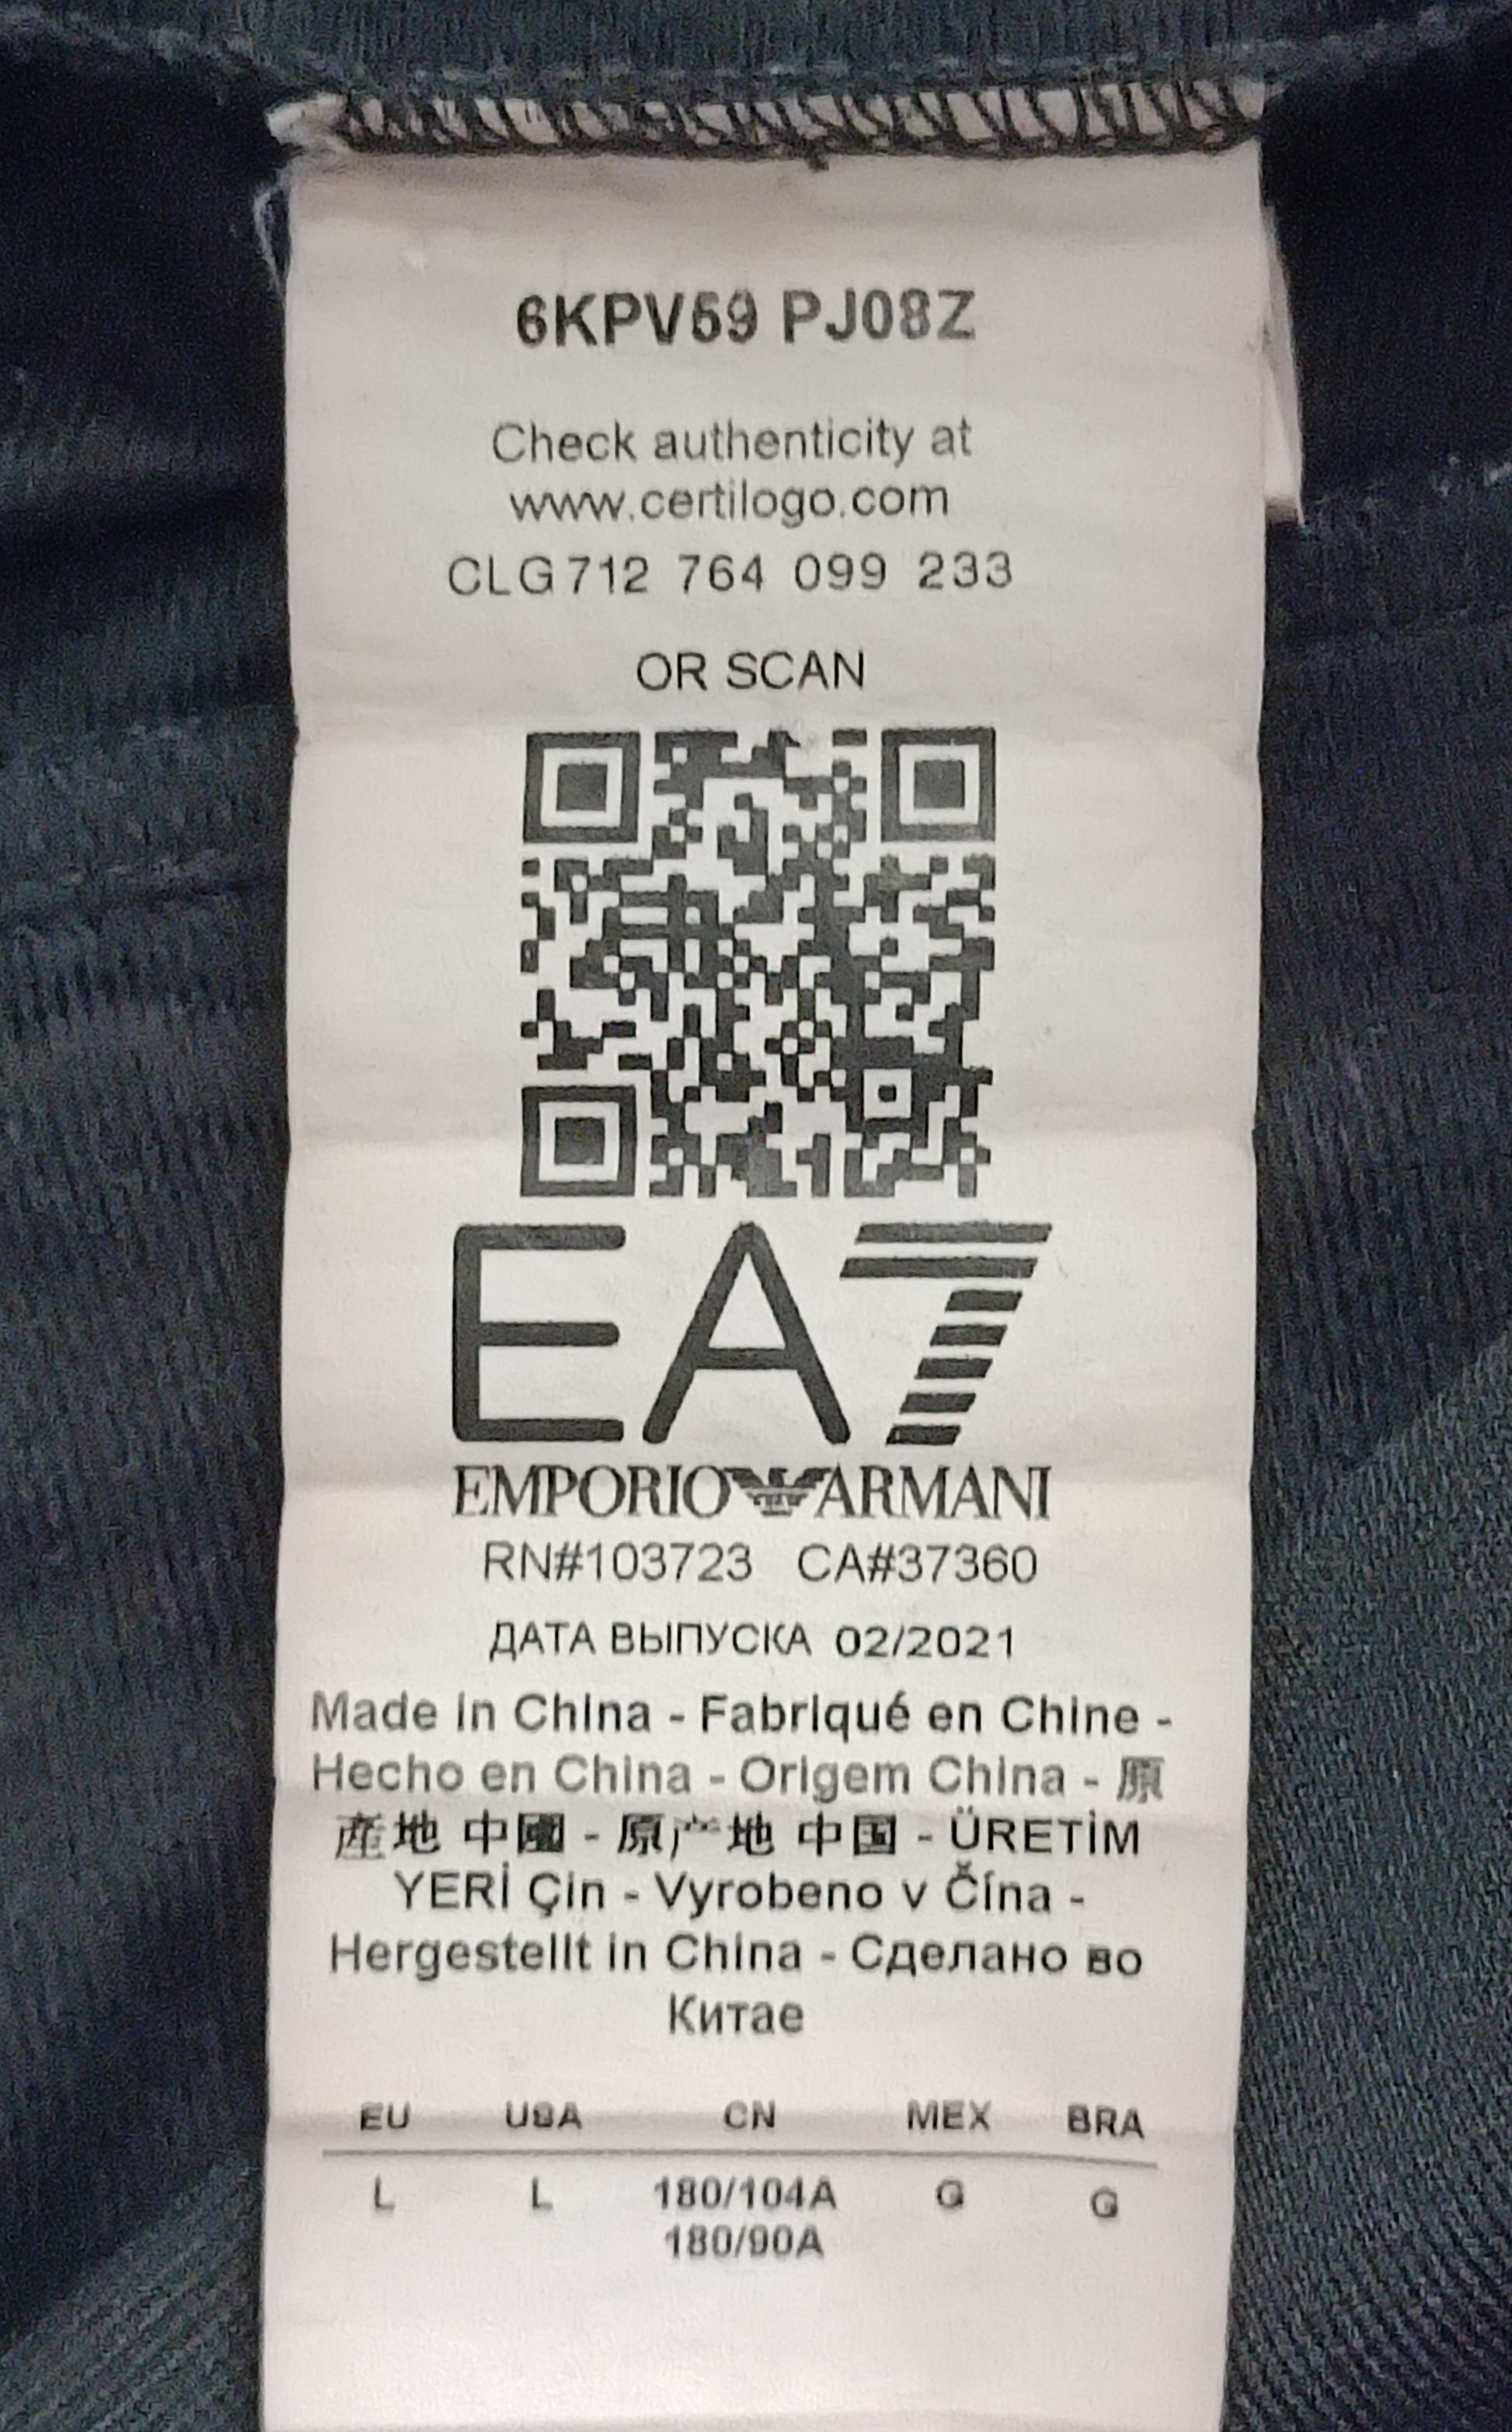 6KPV59 PJ08Z
Check authenticity at
www.certilogo.com
CLG 712 764 099 233
OR SCAN
EA7
EMPORIO ARMANI
RN#103723 CA#37360
ДАТА ВЫПУСКА 02/2021
Made in China - Fabriqué en Chine -
Hecho en China - Origem China - 原
產地 中國 - 原产地 中国 - ÜRETİM
YERİ Çin - Vyrobeno v Čína -
Hergestellt in China - Сделано во
Китае
EU USA CN MEX BRA
L L 180/104A G G
180/90A